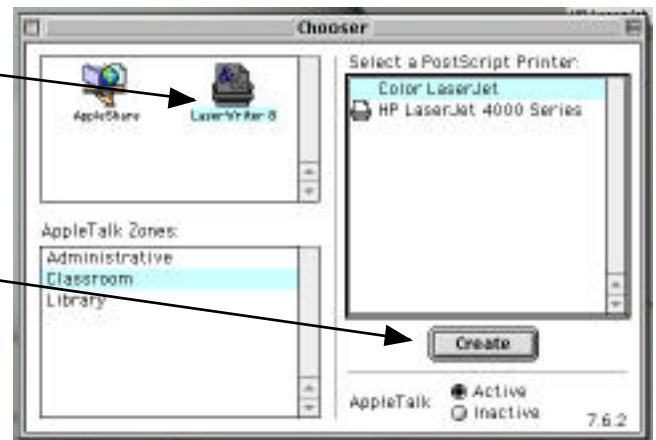 Chooser
AppleShare
LaserWriter 8
Select a PostScript Printer:
Color LaserJet
HP LaserJet 4000 Series
AppleTalk Zones:
Administrative
Classroom
Library
Create
AppleTalk
Active
Inactive
7.6.2